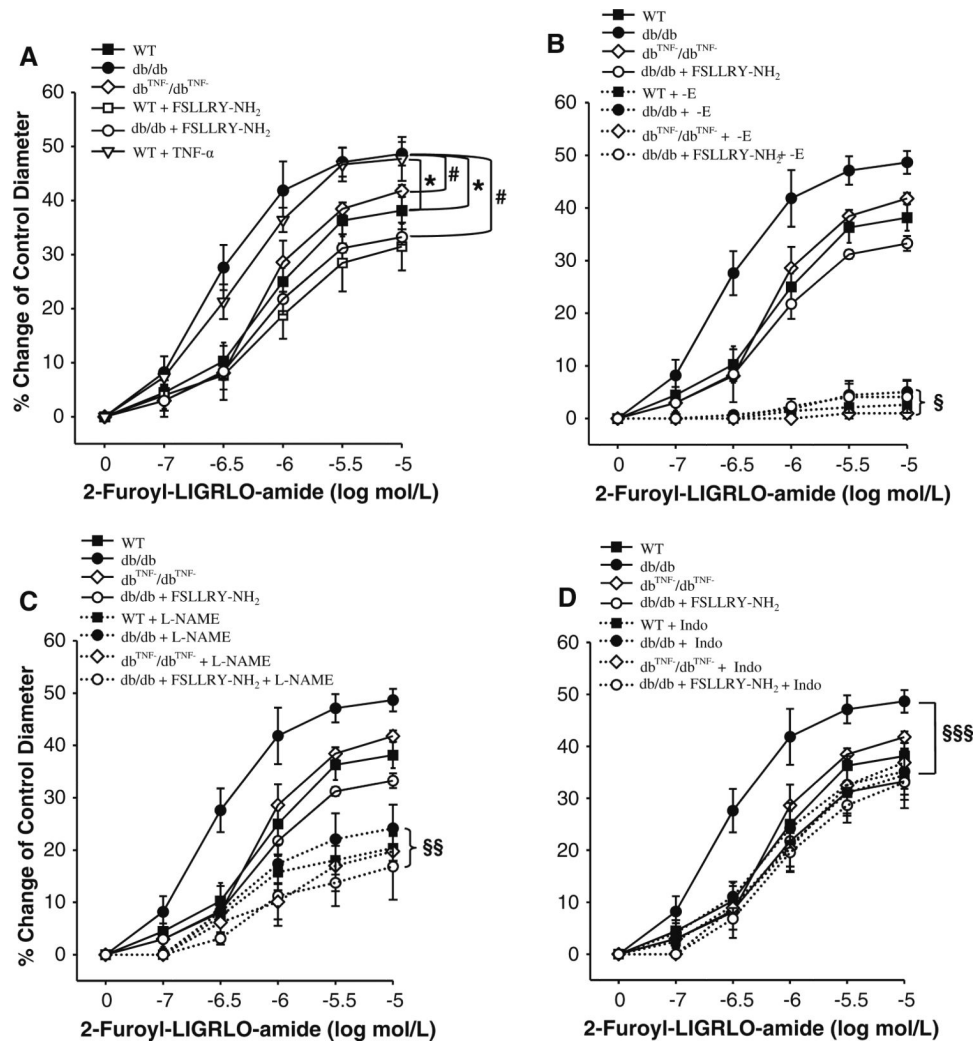 A
WT
db/db
db^TNF-/db^TNF-
WT + FSLLRY-NH₂
db/db + FSLLRY-NH₂
WT + TNF-α
60
50
40
30
20
10
0
% Change of Control Diameter
* # * #
0 -7 -6.5 -6 -5.5 -5
2-Furoyl-LIGRLO-amide (log mol/L)
B
WT
db/db
db^TNF-/db^TNF-
db/db + FSLLRY-NH₂
WT + -E
db/db + -E
db^TNF-/db^TNF- + -E
db/db + FSLLRY-NH₂+ -E
60
50
40
30
20
10
0
§
0 -7 -6.5 -6 -5.5 -5
2-Furoyl-LIGRLO-amide (log mol/L)
C
WT
db/db
db^TNF-/db^TNF-
db/db + FSLLRY-NH₂
WT + L-NAME
db/db + L-NAME
db^TNF-/db^TNF- + L-NAME
db/db + FSLLRY-NH₂ + L-NAME
60
50
40
30
20
10
0
% Change of Control Diameter
§§
0 -7 -6.5 -6 -5.5 -5
2-Furoyl-LIGRLO-amide (log mol/L)
D
WT
db/db
db^TNF-/db^TNF-
db/db + FSLLRY-NH₂
WT + Indo
db/db + Indo
db^TNF-/db^TNF- + Indo
db/db + FSLLRY-NH₂ + Indo
60
50
40
30
20
10
0
§§§
0 -7 -6.5 -6 -5.5 -5
2-Furoyl-LIGRLO-amide (log mol/L)